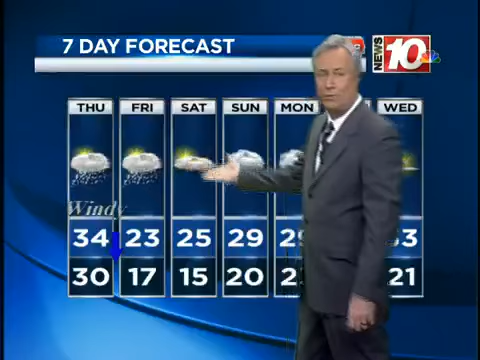 7 DAY FORECAST
NEWS 10
THU FRI SAT SUN MON WED
Windy
34 23 25 29
30 17 15 20 21